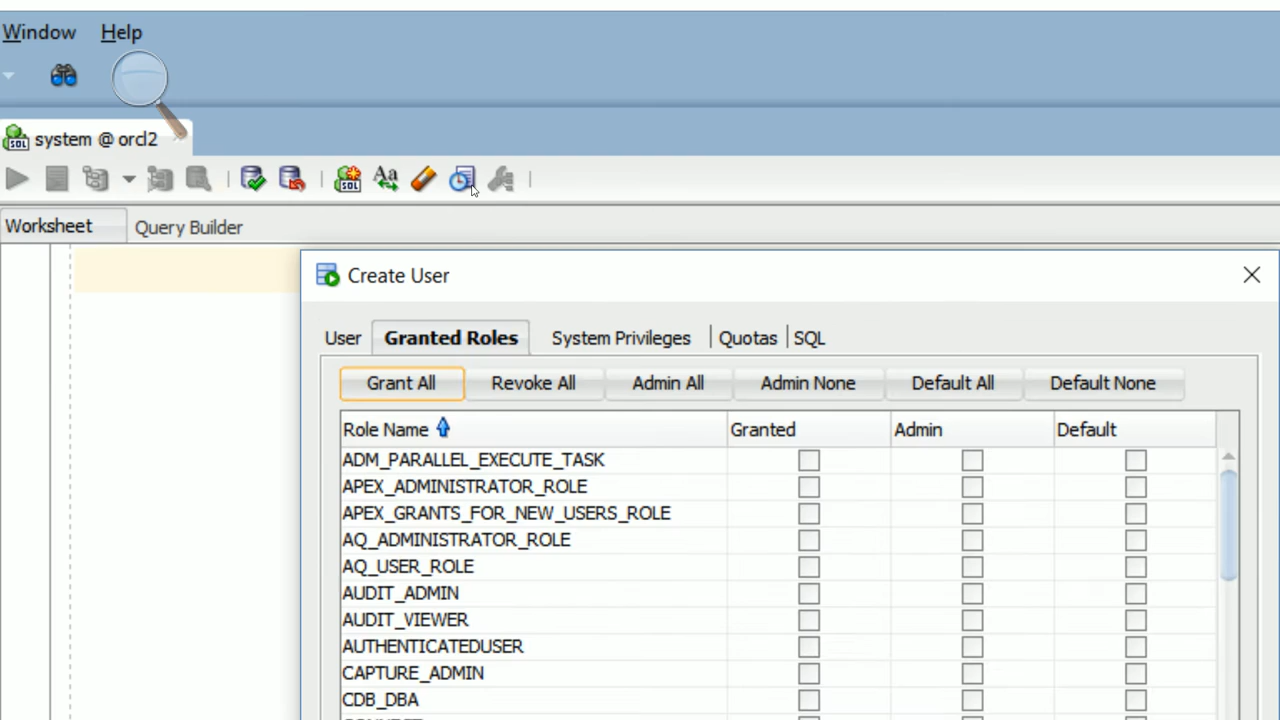 Window Help
system @ orcl2
Worksheet Query Builder
Create User
User Granted Roles System Privileges Quotas SQL
Grant All Revoke All Admin All Admin None Default All Default None
Role Name Granted Admin Default
ADM_PARALLEL_EXECUTE_TASK
APEX_ADMINISTRATOR_ROLE
APEX_GRANTS_FOR_NEW_USERS_ROLE
AQ_ADMINISTRATOR_ROLE
AQ_USER_ROLE
AUDIT_ADMIN
AUDIT_VIEWER
AUTHENTICATEDUSER
CAPTURE_ADMIN
CDB_DBA